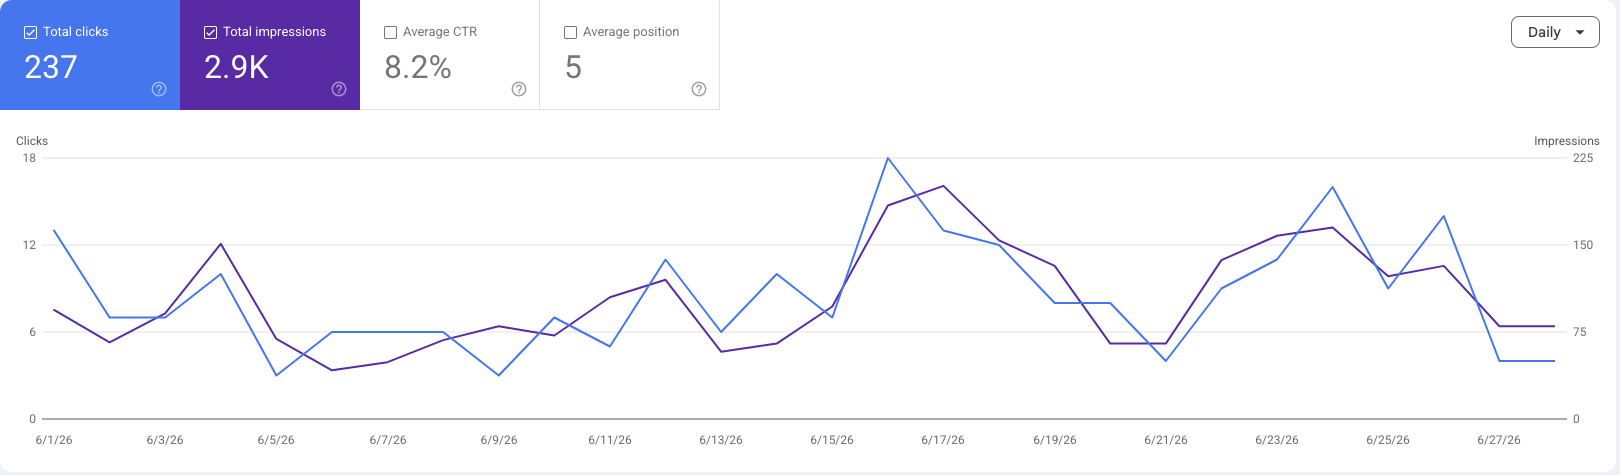 Total clicks
237
Total impressions
2.9K
Average CTR
8.2%
Average position
5
Daily
Clicks
Impressions
18
225
12
150
6
75
0
0
6/1/26 6/3/26 6/5/26 6/7/26 6/9/26 6/11/26 6/13/26 6/15/26 6/17/26 6/19/26 6/21/26 6/23/26 6/25/26 6/27/26